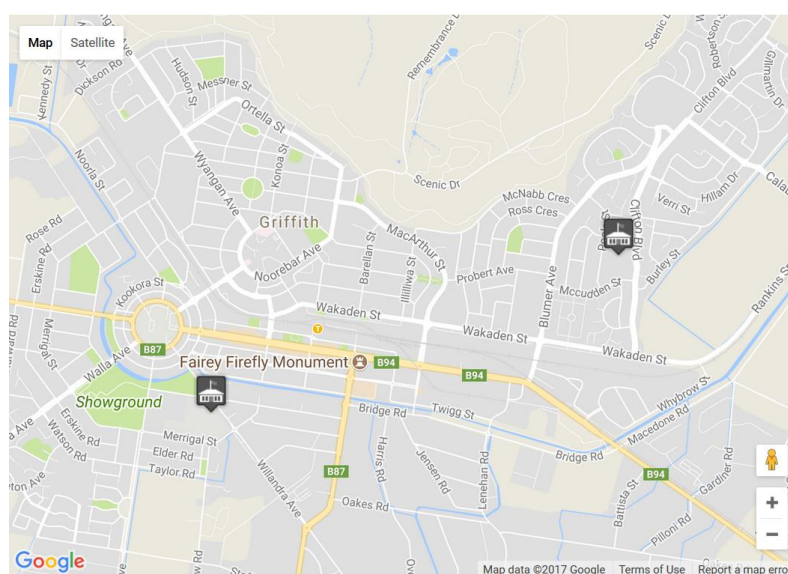 Map
Satellite
Kennedy St
Dickson Rd
Hudson St
Messner St
Ortella St
Konoa St
Wyangan Ave
Noorla St
Rose Rd
Erskine Rd
Kookora St
Griffith
Noorebar Ave
Barellan St
Illilliwa St
MacArthur St
Remembrance
Scenic Dr
Scenic
McNabb Cres
Ross Cres
Probert Ave
Blumer Ave
Mccudden St
Clifton Blvd
Clifton Blvd
Robertson St
Gillmartin Dr
Verri St
Hillam Dr
Burley St
Rankins S
Calab
Wakaden St
Wakaden St
Wakaden St
T
Fairey Firefly Monument
B94
B94
B94
B87
B87
Walla Ave
Merrigal St
Showground
Erskine Rd
Watson Rd
Merrigal St
Elder Rd
Taylor Rd
Willandra Ave
Bridge Rd
Twigg St
Harris Rd
Jensen Rd
Lenehan Rd
Oakes Rd
Bridge Rd
Whybrow St
Macedone Rd
Battista St
Gardiner Rd
Pilloni Rd
Google
Map data ©2017 Google
Terms of Use
Report a map erro